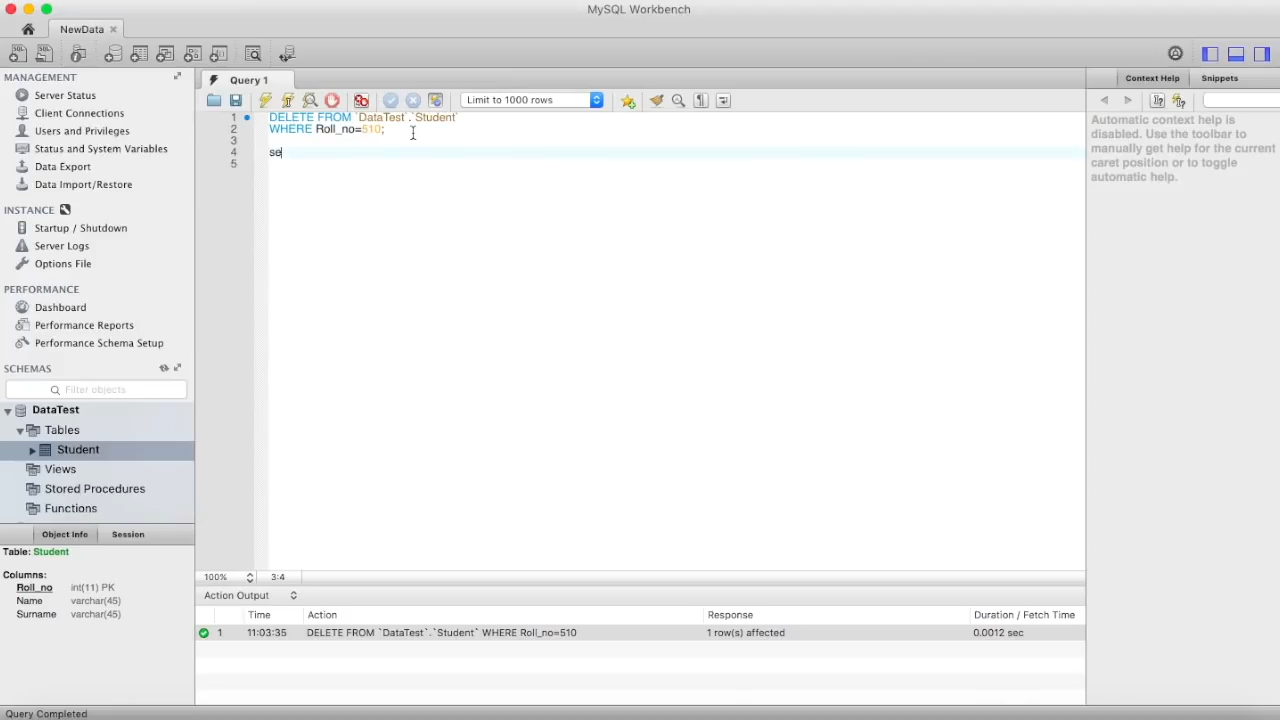 MySQL Workbench
NewData
MANAGEMENT
Server Status
Client Connections
Users and Privileges
Status and System Variables
Data Export
Data Import/Restore
INSTANCE
Startup / Shutdown
Server Logs
Options File
PERFORMANCE
Dashboard
Performance Reports
Performance Schema Setup
SCHEMAS
Filter objects
DataTest
Tables
Student
Views
Stored Procedures
Functions
Object Info Session
Table: Student
Columns:
Roll_no int(11) PK
Name varchar(45)
Surname varchar(45)
Query 1
Limit to 1000 rows
1 DELETE FROM `DataTest`.`Student`
2 WHERE Roll_no=510;
3
4 se
5
100% 3:4
Action Output
Time Action Response Duration / Fetch Time
1 11:03:35 DELETE FROM `DataTest`.`Student` WHERE Roll_no=510 1 row(s) affected 0.0012 sec
Context Help Snippets
Automatic context help is
disabled. Use the toolbar to
manually get help for the current
caret position or to toggle
automatic help.
Query Completed